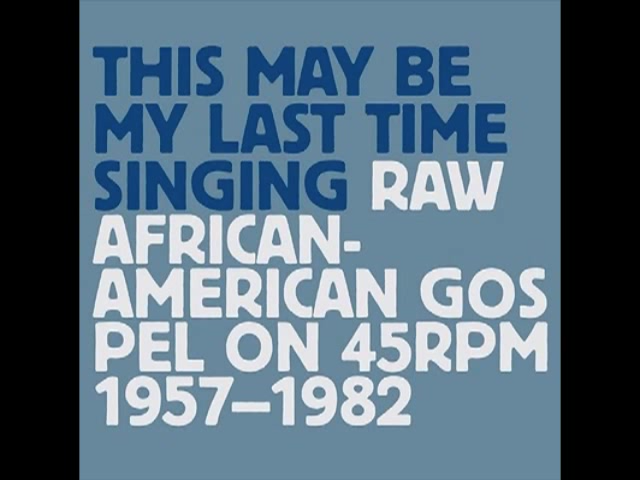 THIS MAY BE
MY LAST TIME
SINGING RAW
AFRICAN-
AMERICAN GOS
PEL ON 45RPM
1957–1982